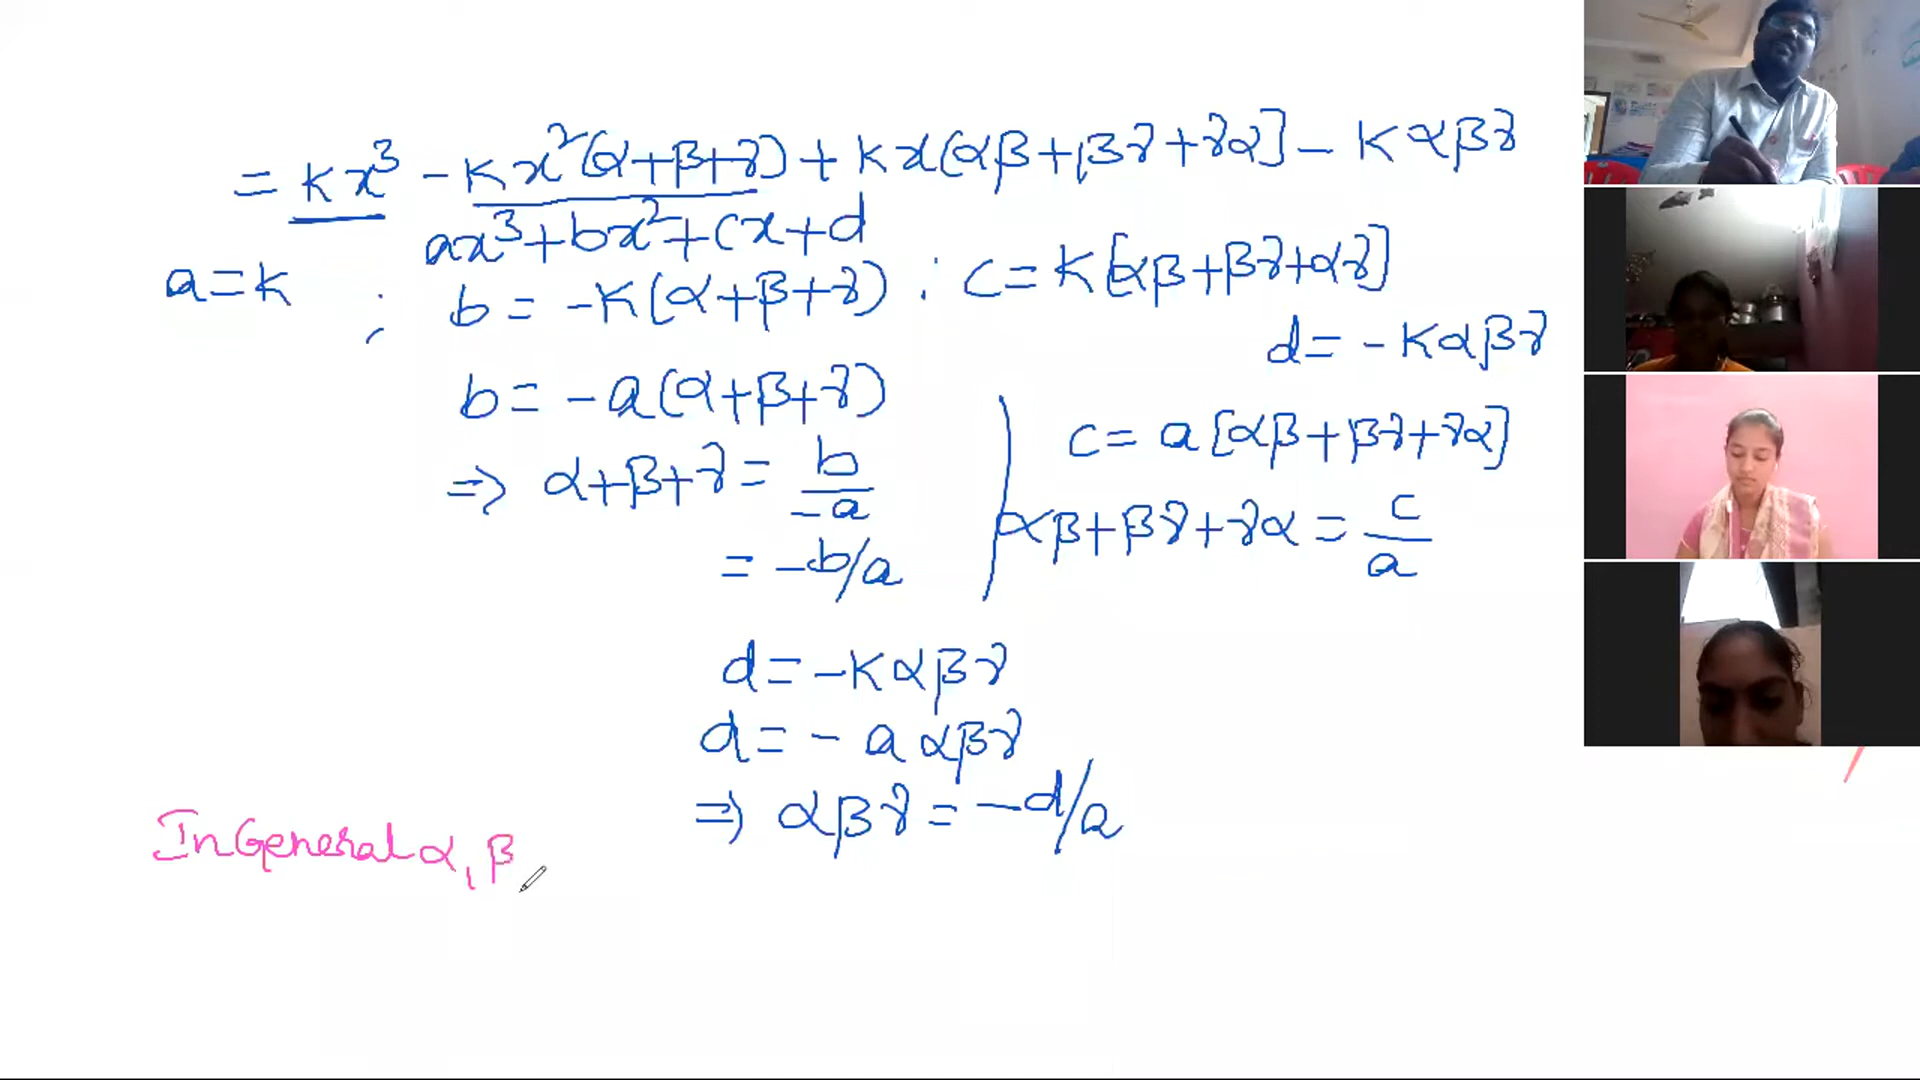 = Kx³ - Kx²(α+β+γ) + Kx(αβ+βγ+γα] - Kαβγ
ax³+bx²+cx+d
a=K ; b = -K(α+β+γ) ; C = K[αβ+βγ+αγ]
d = -Kαβγ
b = -a(α+β+γ)
c = a[αβ+βγ+γα]
⇒ α+β+γ = b/-a
αβ+βγ+γα = c/a
= -b/a
d = -Kαβγ
d = - a αβγ
⇒ αβγ = -d/a
In General α, β